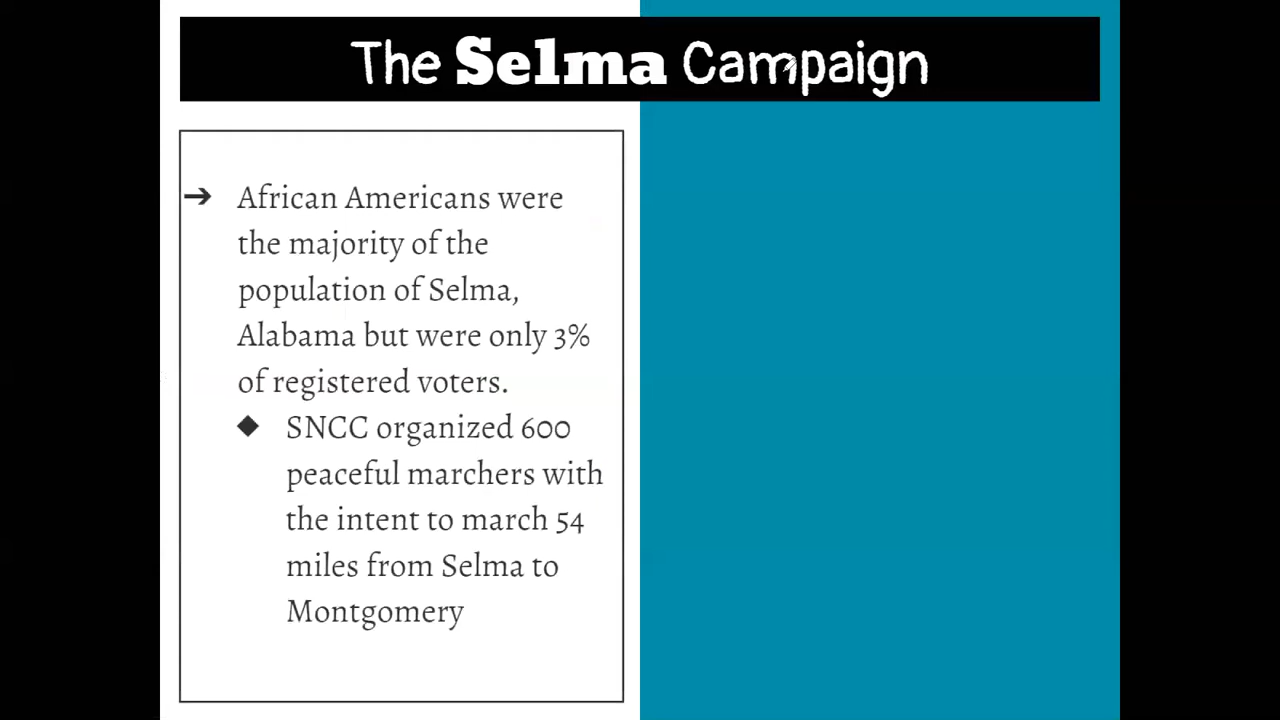 The Selma Campaign
➔ African Americans were
the majority of the
population of Selma,
Alabama but were only 3%
of registered voters.
◆ SNCC organized 600
peaceful marchers with
the intent to march 54
miles from Selma to
Montgomery